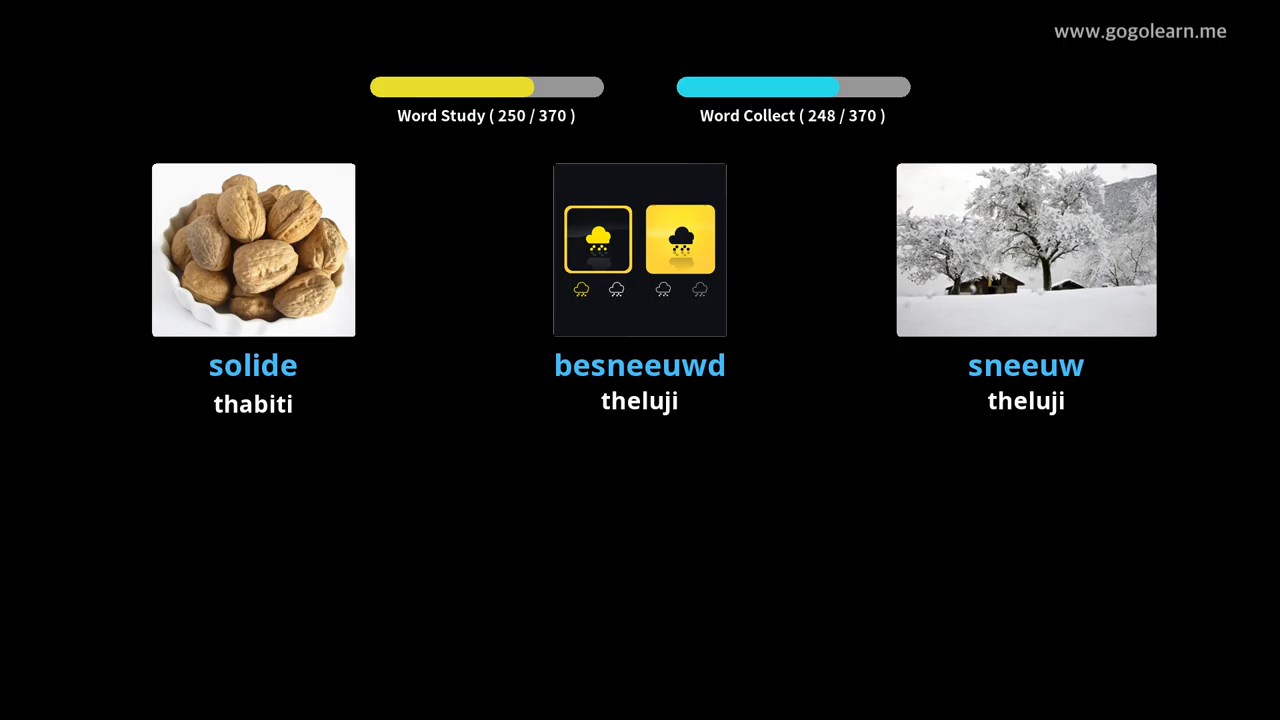 www.gogolearn.me
Word Study ( 250 / 370 )
Word Collect ( 248 / 370 )
solide
thabiti
besneeuwd
theluji
sneeuw
theluji